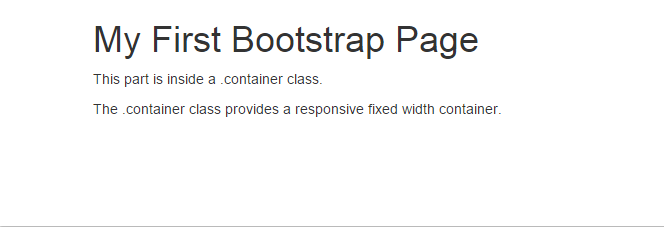 My First Bootstrap Page
This part is inside a .container class.
The .container class provides a responsive fixed width container.